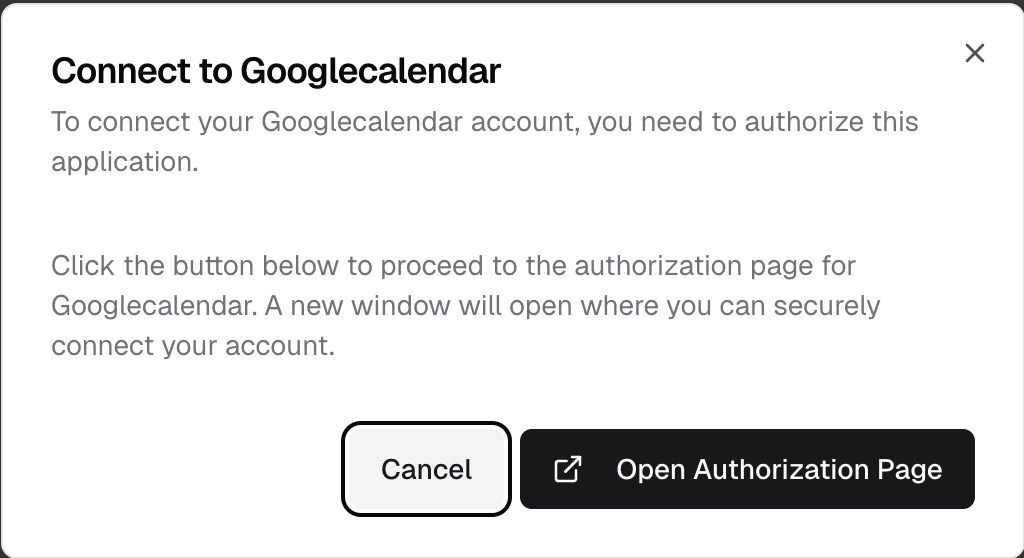 Connect to Googlecalendar
To connect your Googlecalendar account, you need to authorize this
application.
Click the button below to proceed to the authorization page for
Googlecalendar. A new window will open where you can securely
connect your account.
Cancel
Open Authorization Page